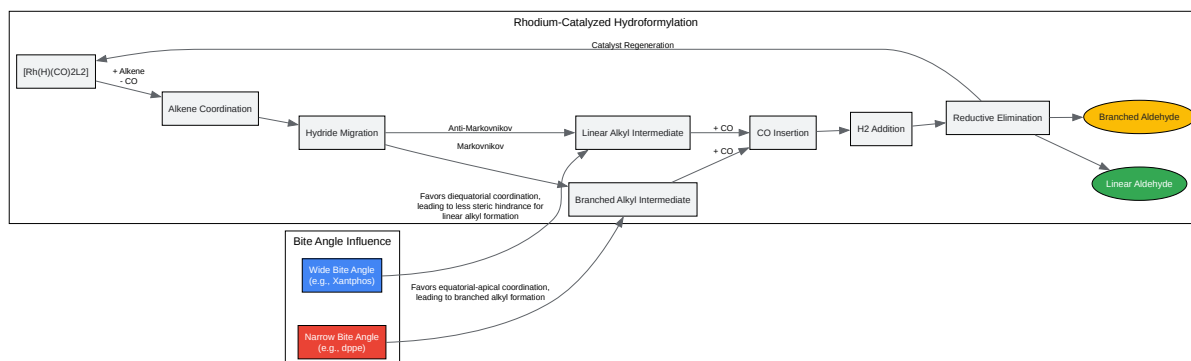 Rhodium-Catalyzed Hydroformylation
Catalyst Regeneration
[Rh(H)(CO)2L2]
+ Alkene
- CO
Alkene Coordination
Hydride Migration
Anti-Markovnikov
Markovnikov
Linear Alkyl Intermediate
Branched Alkyl Intermediate
+ CO
+ CO
CO Insertion
H2 Addition
Reductive Elimination
Branched Aldehyde
Linear Aldehyde
Favors diequatorial coordination,
leading to less steric hindrance for
linear alkyl formation
Bite Angle Influence
Wide Bite Angle
(e.g., Xantphos)
Favors equatorial-apical coordination,
leading to branched alkyl formation
Narrow Bite Angle
(e.g., dppe)